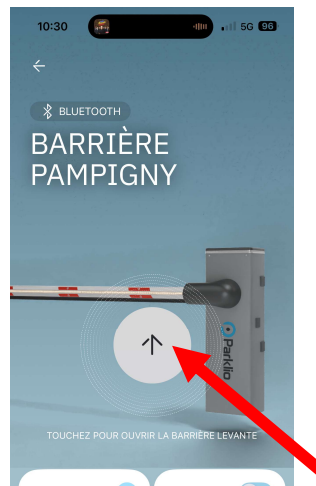 10:30
5G 96
BLUETOOTH
BARRIÈRE
PAMPIGNY
Parklio
TOUCHEZ POUR OUVRIR LA BARRIÈRE LEVANTE